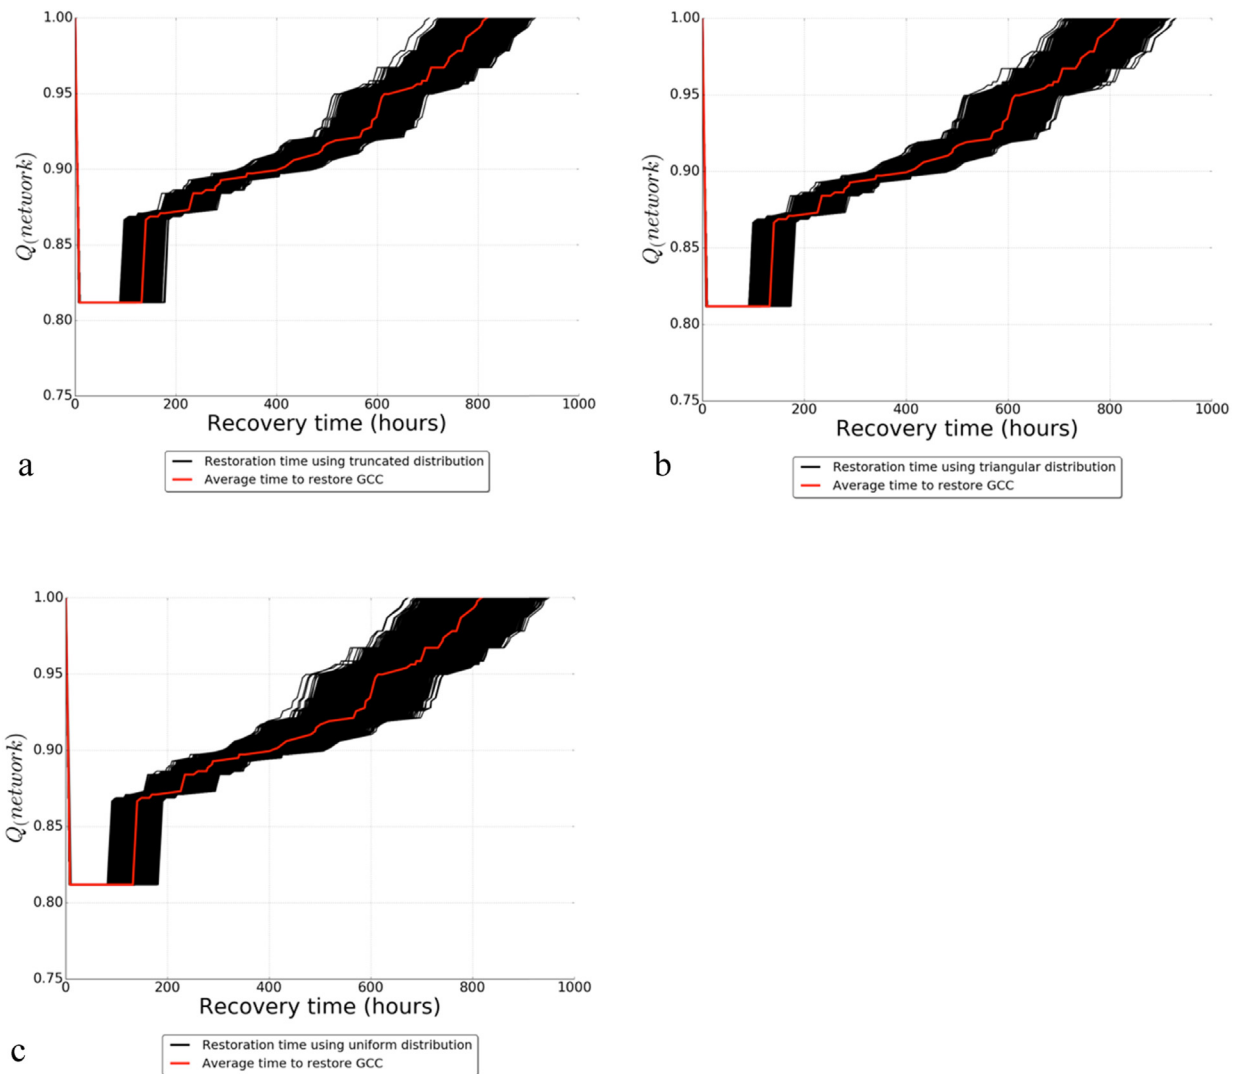 1.00
0.95
0.90
0.85
0.80
0.75
Q(network)
0
200
400
600
800
1000
Recovery time (hours)
a
Restoration time using truncated distribution
Average time to restore GCC
1.00
0.95
0.90
0.85
0.80
0.75
Q(network)
0
200
400
600
800
1000
Recovery time (hours)
b
Restoration time using triangular distribution
Average time to restore GCC
1.00
0.95
0.90
0.85
0.80
0.75
Q(network)
0
200
400
600
800
1000
Recovery time (hours)
c
Restoration time using uniform distribution
Average time to restore GCC